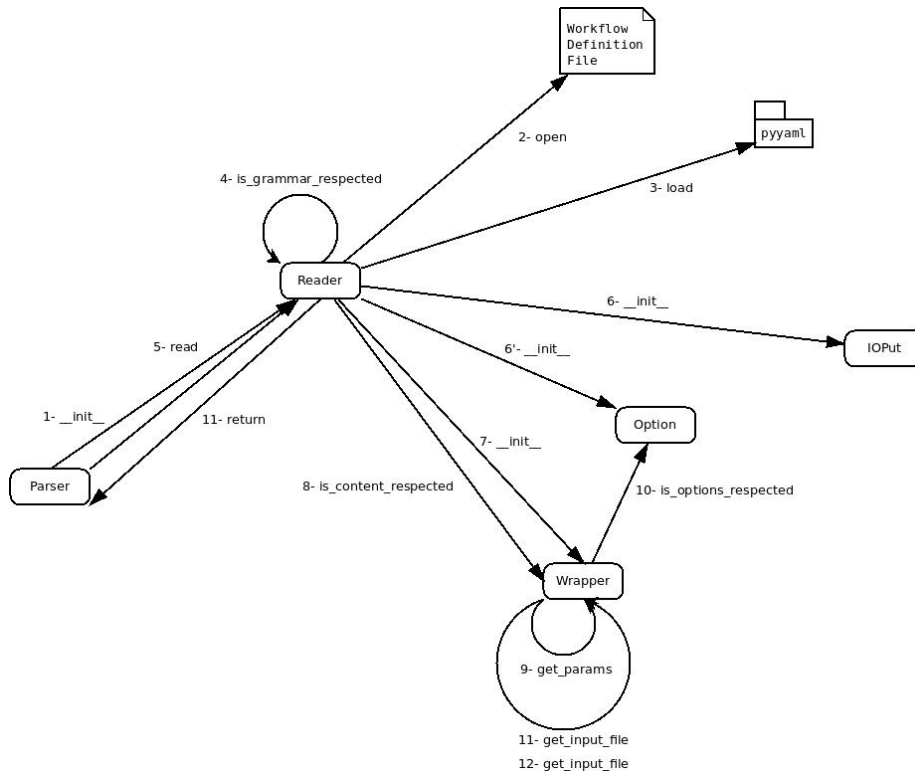 Workflow
Definition
File
pyyaml
2- open
4- is_grammar_respected
3- load
Reader
6- __init__
5- read
6'- __init__
IOPut
1- __init__
11- return
Option
7- __init__
Parser
8- is_content_respected
10- is_options_respected
Wrapper
9- get_params
11- get_input_file
12- get_input_file